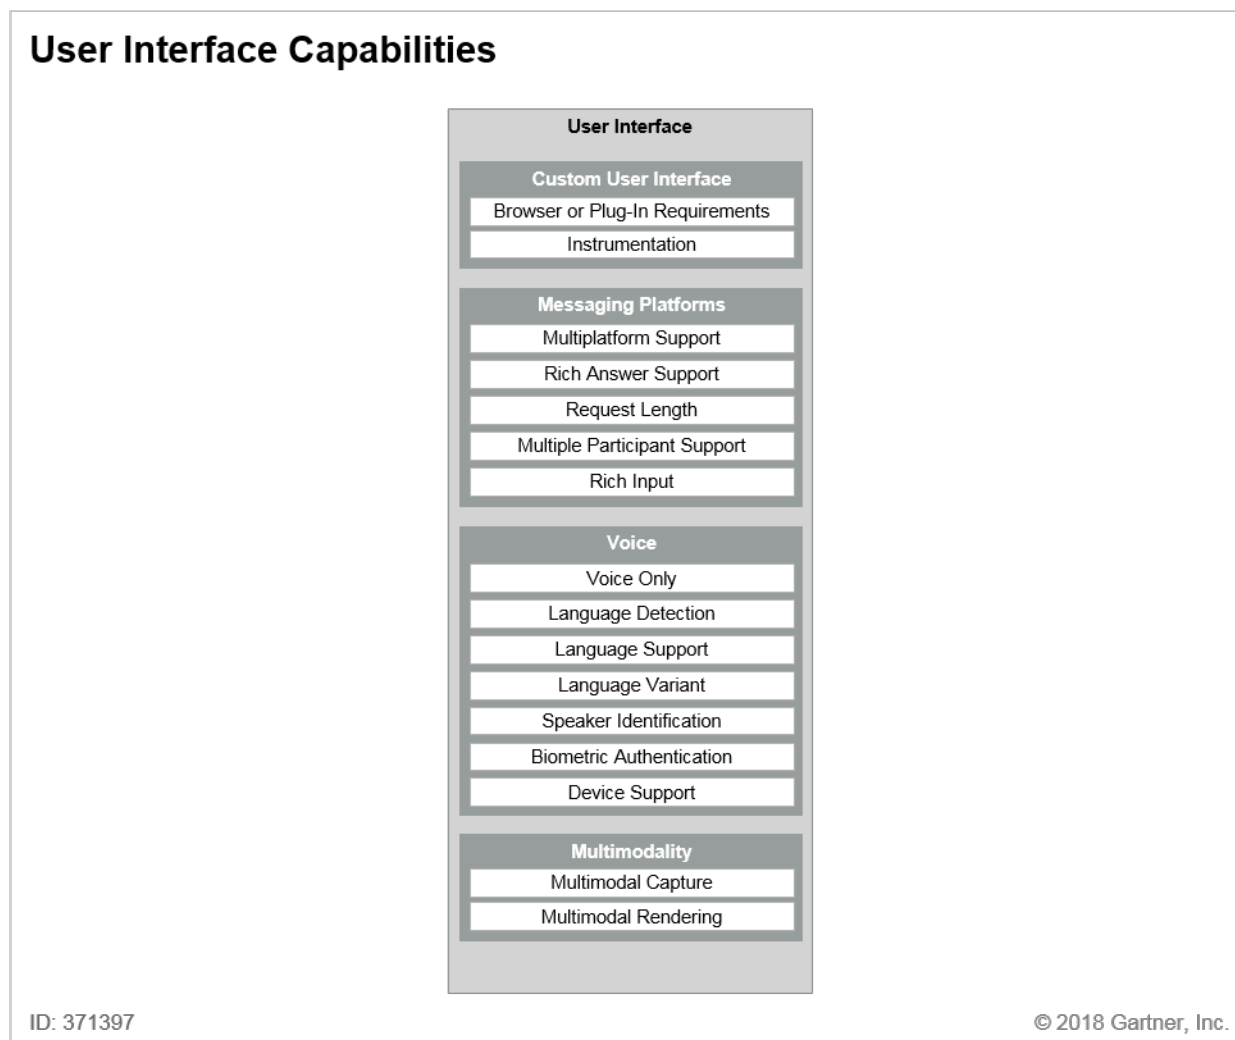 User Interface Capabilities
User Interface
Custom User Interface
Browser or Plug-In Requirements
Instrumentation
Messaging Platforms
Multiplatform Support
Rich Answer Support
Request Length
Multiple Participant Support
Rich Input
Voice
Voice Only
Language Detection
Language Support
Language Variant
Speaker Identification
Biometric Authentication
Device Support
Multimodality
Multimodal Capture
Multimodal Rendering
ID: 371397
© 2018 Gartner, Inc.